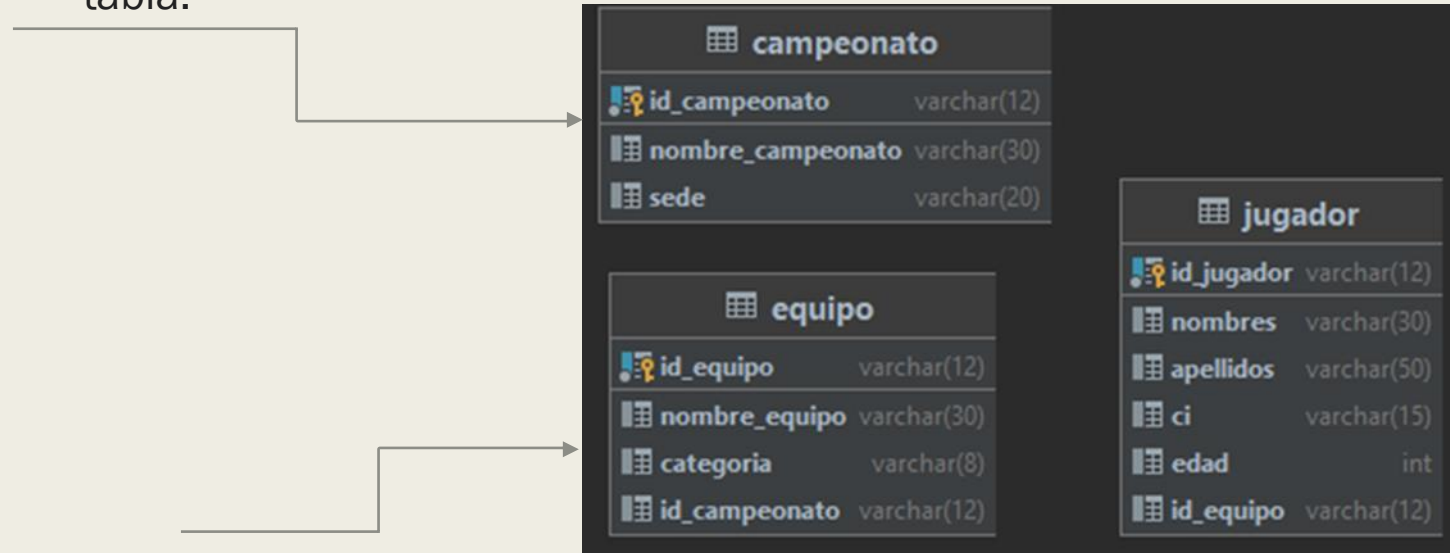 tabla.
campeonato
id_campeonato varchar(12)
nombre_campeonato varchar(30)
sede varchar(20)
equipo
id_equipo varchar(12)
nombre_equipo varchar(30)
categoria varchar(8)
id_campeonato varchar(12)
jugador
id_jugador varchar(12)
nombres varchar(30)
apellidos varchar(50)
ci varchar(15)
edad int
id_equipo varchar(12)